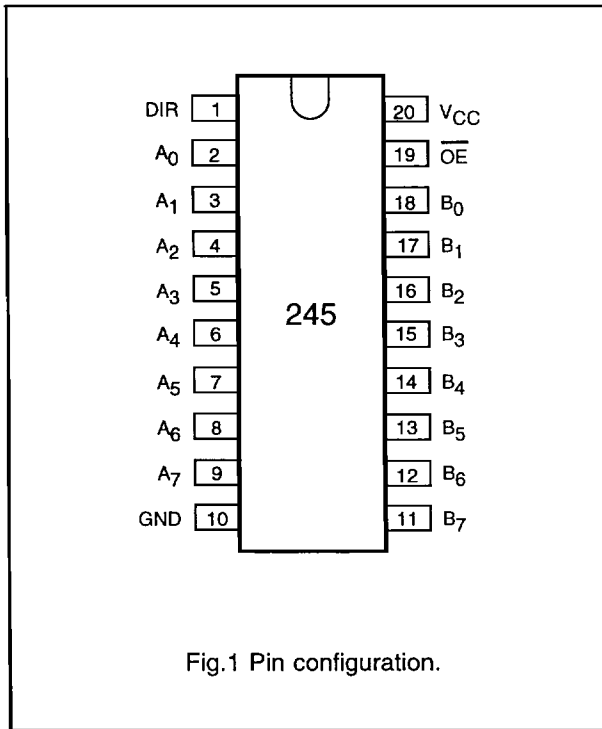 DIR 1 20 VCC
A0 2 19 OE
A1 3 18 B0
A2 4 17 B1
A3 5 16 B2
245
A4 6 15 B3
A5 7 14 B4
A6 8 13 B5
A7 9 12 B6
GND 10 11 B7
Fig.1 Pin configuration.